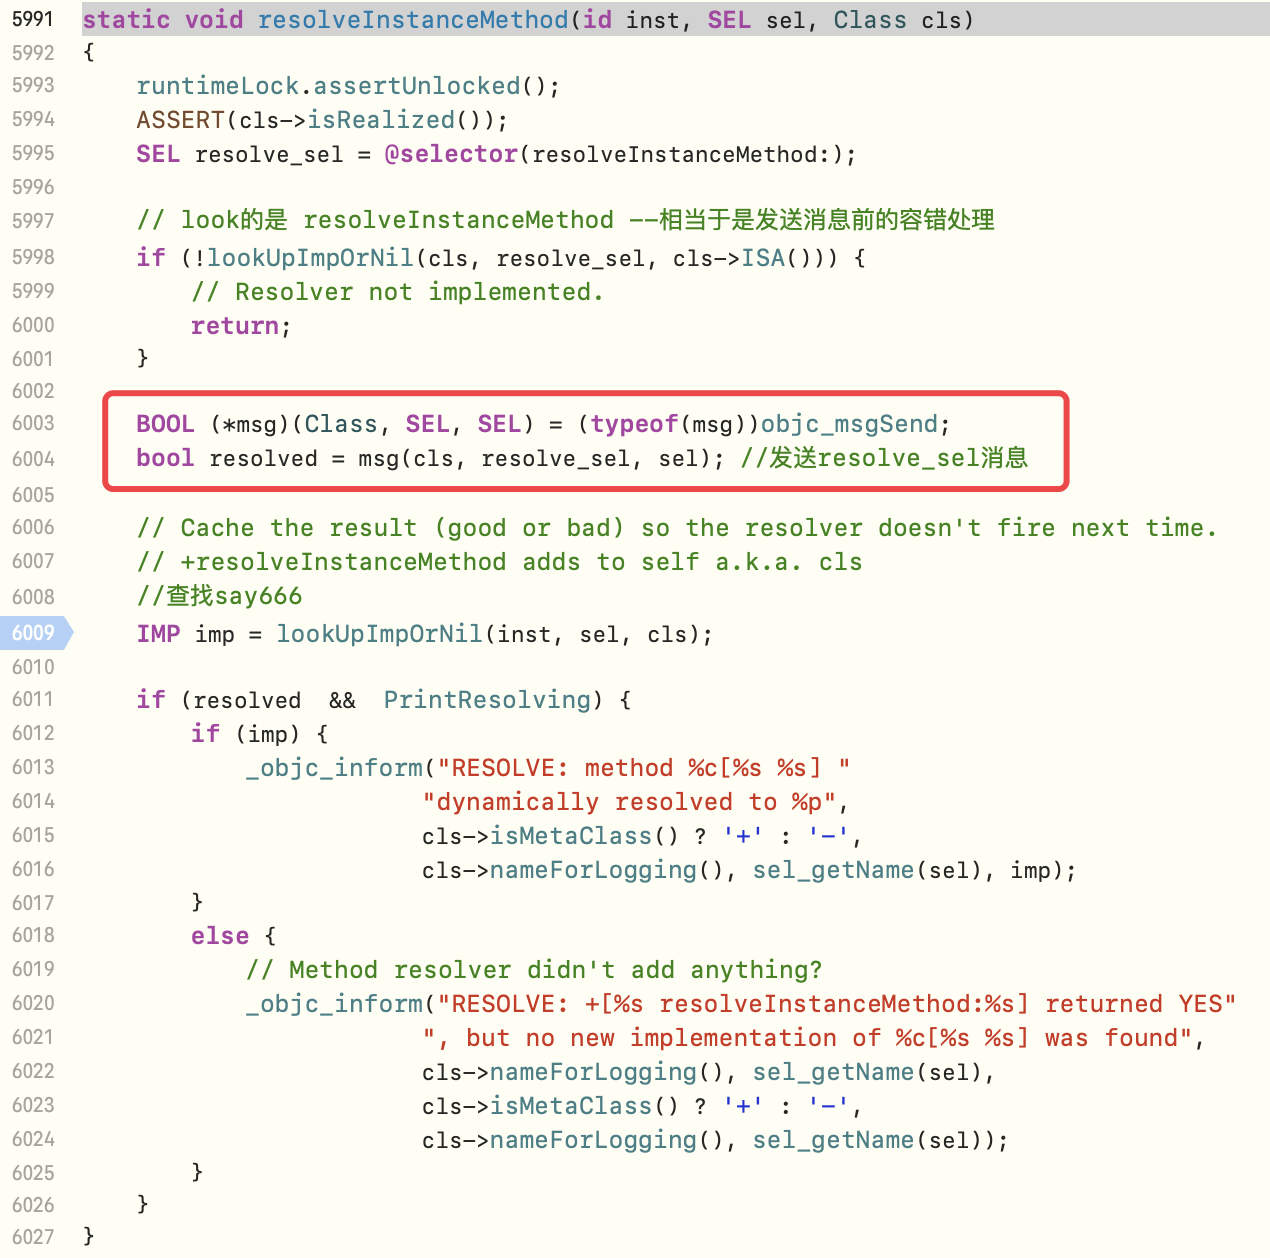 5991 static void resolveInstanceMethod(id inst, SEL sel, Class cls)
5992 {
5993     runtimeLock.assertUnlocked();
5994     ASSERT(cls->isRealized());
5995     SEL resolve_sel = @selector(resolveInstanceMethod:);
5996
5997     // look的是 resolveInstanceMethod --相当于是发送消息前的容错处理
5998     if (!lookUpImpOrNil(cls, resolve_sel, cls->ISA())) {
5999         // Resolver not implemented.
6000         return;
6001     }
6002
6003     BOOL (*msg)(Class, SEL, SEL) = (typeof(msg))objc_msgSend;
6004     bool resolved = msg(cls, resolve_sel, sel); //发送resolve_sel消息
6005
6006     // Cache the result (good or bad) so the resolver doesn't fire next time.
6007     // +resolveInstanceMethod adds to self a.k.a. cls
6008     //查找say666
6009     IMP imp = lookUpImpOrNil(inst, sel, cls);
6010
6011     if (resolved  &&  PrintResolving) {
6012         if (imp) {
6013             _objc_inform("RESOLVE: method %c[%s %s] "
6014                          "dynamically resolved to %p",
6015                          cls->isMetaClass() ? '+' : '-',
6016                          cls->nameForLogging(), sel_getName(sel), imp);
6017         }
6018         else {
6019             // Method resolver didn't add anything?
6020             _objc_inform("RESOLVE: +[%s resolveInstanceMethod:%s] returned YES"
6021                          ", but no new implementation of %c[%s %s] was found",
6022                          cls->nameForLogging(), sel_getName(sel),
6023                          cls->isMetaClass() ? '+' : '-',
6024                          cls->nameForLogging(), sel_getName(sel));
6025         }
6026     }
6027 }